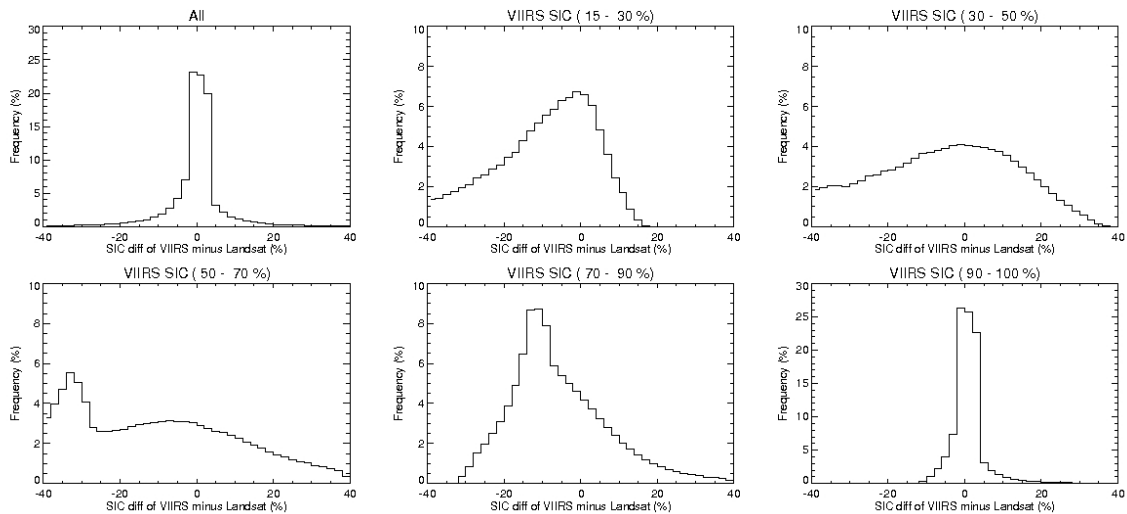 All
30
25
20
15
10
5
0
Frequency (%)
-40 -20 0 20 40
SIC diff of VIIRS minus Landsat (%)
VIIRS SIC ( 15 - 30 %)
10
8
6
4
2
0
Frequency (%)
-40 -20 0 20 40
SIC diff of VIIRS minus Landsat (%)
VIIRS SIC ( 30 - 50 %)
10
8
6
4
2
0
Frequency (%)
-40 -20 0 20 40
SIC diff of VIIRS minus Landsat (%)
VIIRS SIC ( 50 - 70 %)
10
8
6
4
2
0
Frequency (%)
-40 -20 0 20 40
SIC diff of VIIRS minus Landsat (%)
VIIRS SIC ( 70 - 90 %)
10
8
6
4
2
0
Frequency (%)
-40 -20 0 20 40
SIC diff of VIIRS minus Landsat (%)
VIIRS SIC ( 90 - 100 %)
30
25
20
15
10
5
0
Frequency (%)
-40 -20 0 20 40
SIC diff of VIIRS minus Landsat (%)